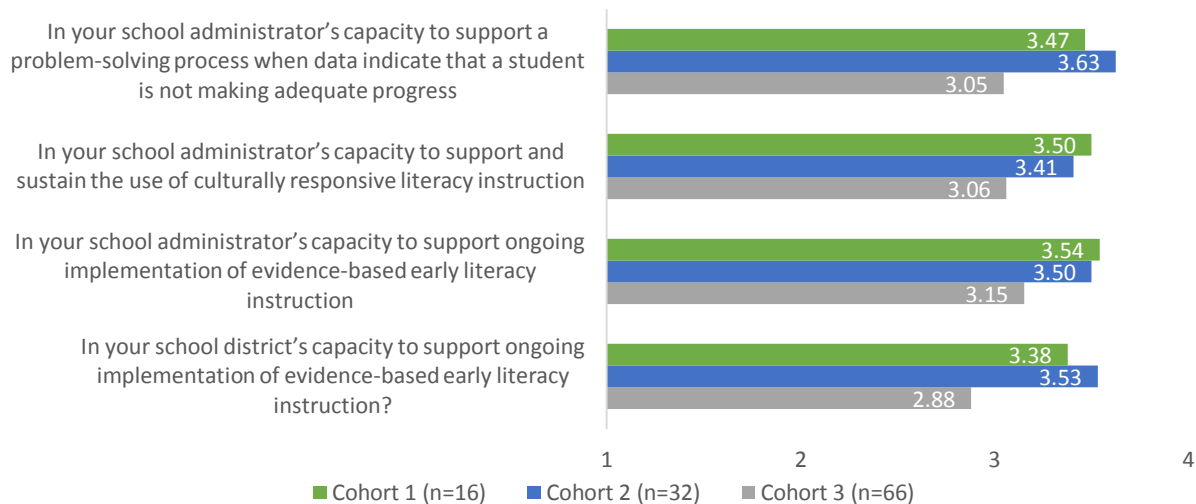 In your school administrator’s capacity to support a
problem-solving process when data indicate that a student
is not making adequate progress
3.47
3.63
3.05
In your school administrator’s capacity to support and
sustain the use of culturally responsive literacy instruction
3.50
3.41
3.06
In your school administrator’s capacity to support ongoing
implementation of evidence-based early literacy
instruction
3.54
3.50
3.15
In your school district’s capacity to support ongoing
implementation of evidence-based early literacy
instruction?
3.38
3.53
2.88
1 2 3 4
Cohort 1 (n=16) Cohort 2 (n=32) Cohort 3 (n=66)